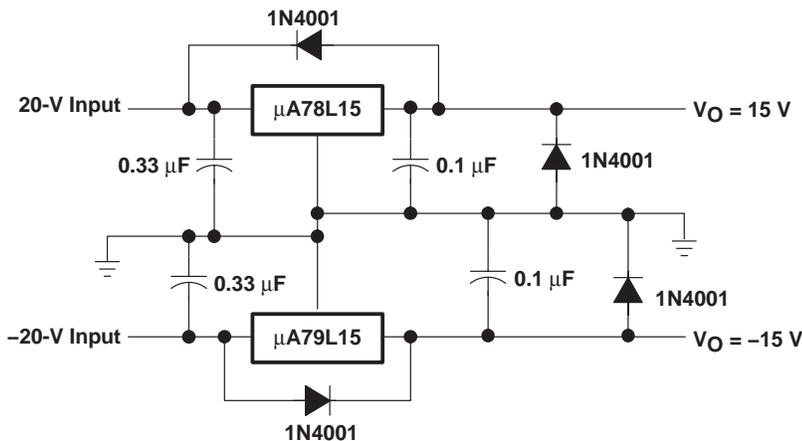 1N4001
20-V Input
μA78L15
VO = 15 V
0.33 μF
0.1 μF
1N4001
0.33 μF
0.1 μF
1N4001
–20-V Input
μA79L15
VO = –15 V
1N4001